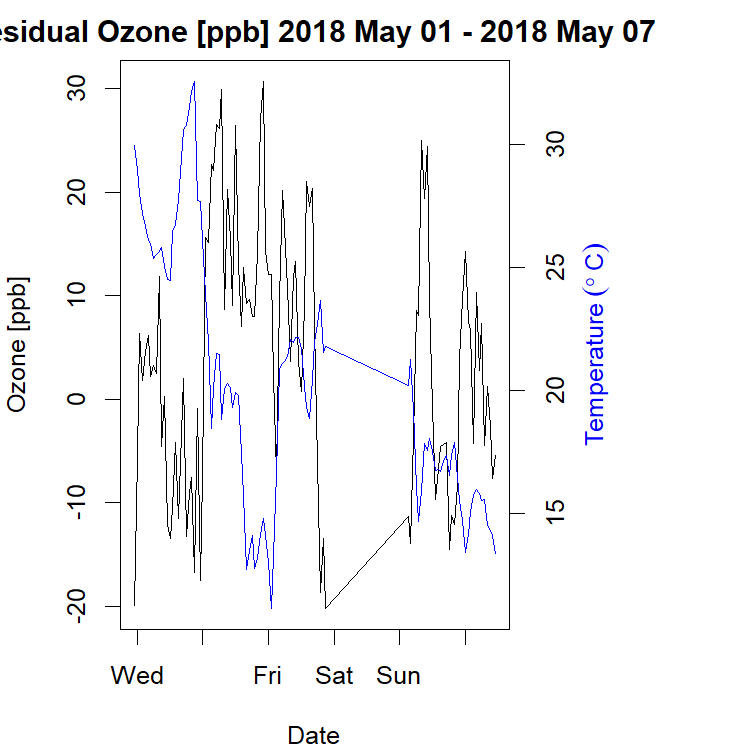 esidual Ozone [ppb] 2018 May 01 - 2018 May 07
30
20
10
0
-10
-20
Ozone [ppb]
30
25
20
15
Temperature (° C)
Wed Fri Sat Sun
Date